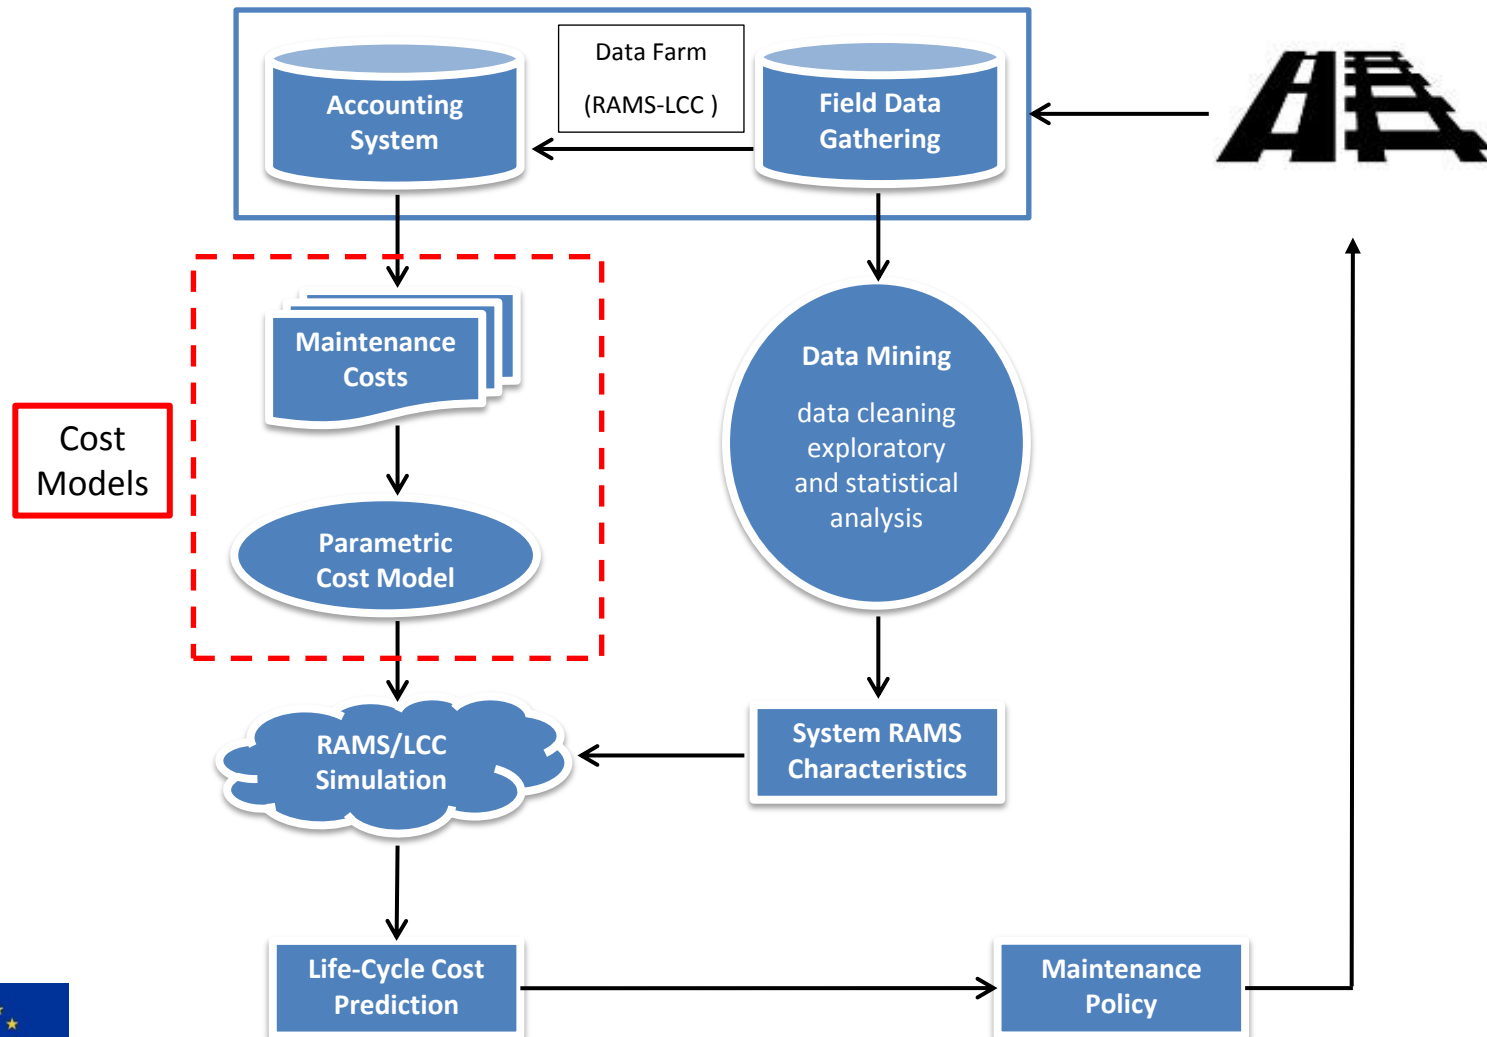 Data Farm
(RAMS-LCC )
Accounting
System
Field Data
Gathering
Maintenance
Costs
Data Mining
data cleaning
exploratory
and statistical
analysis
Cost
Models
Parametric
Cost Model
RAMS/LCC
Simulation
System RAMS
Characteristics
Life-Cycle Cost
Prediction
Maintenance
Policy